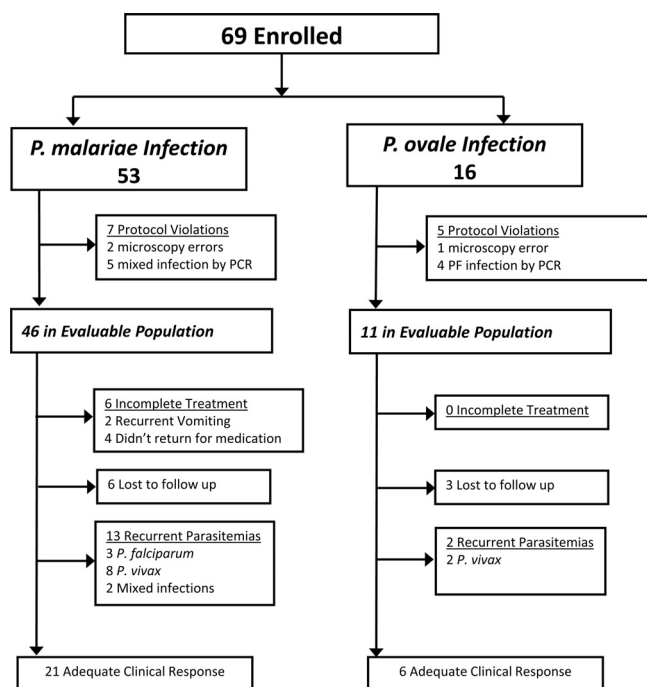 69 Enrolled
P. malariae Infection
53
P. ovale Infection
16
7 Protocol Violations
2 microscopy errors
5 mixed infection by PCR
5 Protocol Violations
1 microscopy error
4 PF infection by PCR
46 in Evaluable Population
11 in Evaluable Population
6 Incomplete Treatment
2 Recurrent Vomiting
4 Didn’t return for medication
0 Incomplete Treatment
6 Lost to follow up
3 Lost to follow up
13 Recurrent Parasitemias
3 P. falciparum
8 P. vivax
2 Mixed infections
2 Recurrent Parasitemias
2 P. vivax
21 Adequate Clinical Response
6 Adequate Clinical Response